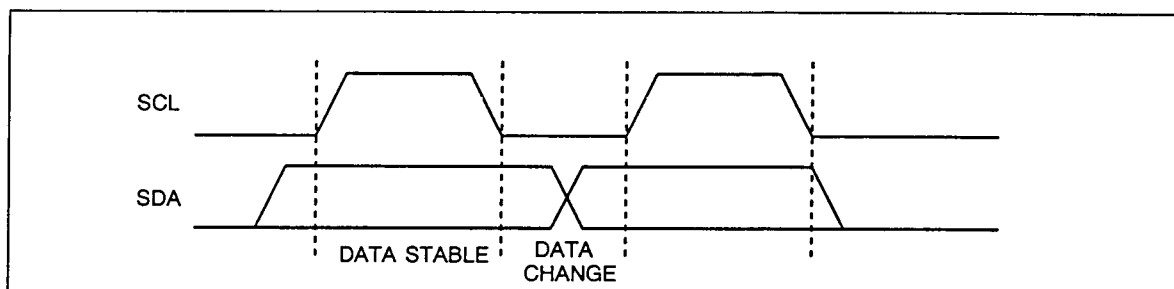 SCL
SDA
DATA STABLE
DATA
CHANGE